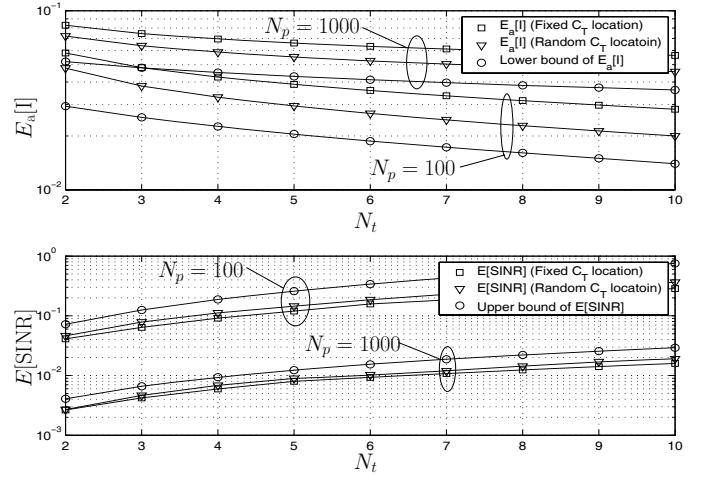 10⁻¹
10⁻²
E_a[I]
2 3 4 5 6 7 8 9 10
N_t
N_p = 1000
N_p = 100
E_a[I] (Fixed C_T location)
E_a[I] (Random C_T locatoin)
Lower bound of E_a[I]
10⁰
10⁻¹
10⁻²
10⁻³
E[SINR]
2 3 4 5 6 7 8 9 10
N_t
N_p = 100
N_p = 1000
E[SINR] (Fixed C_T location)
E[SINR] (Random C_T locatoin)
Upper bound of E[SINR]